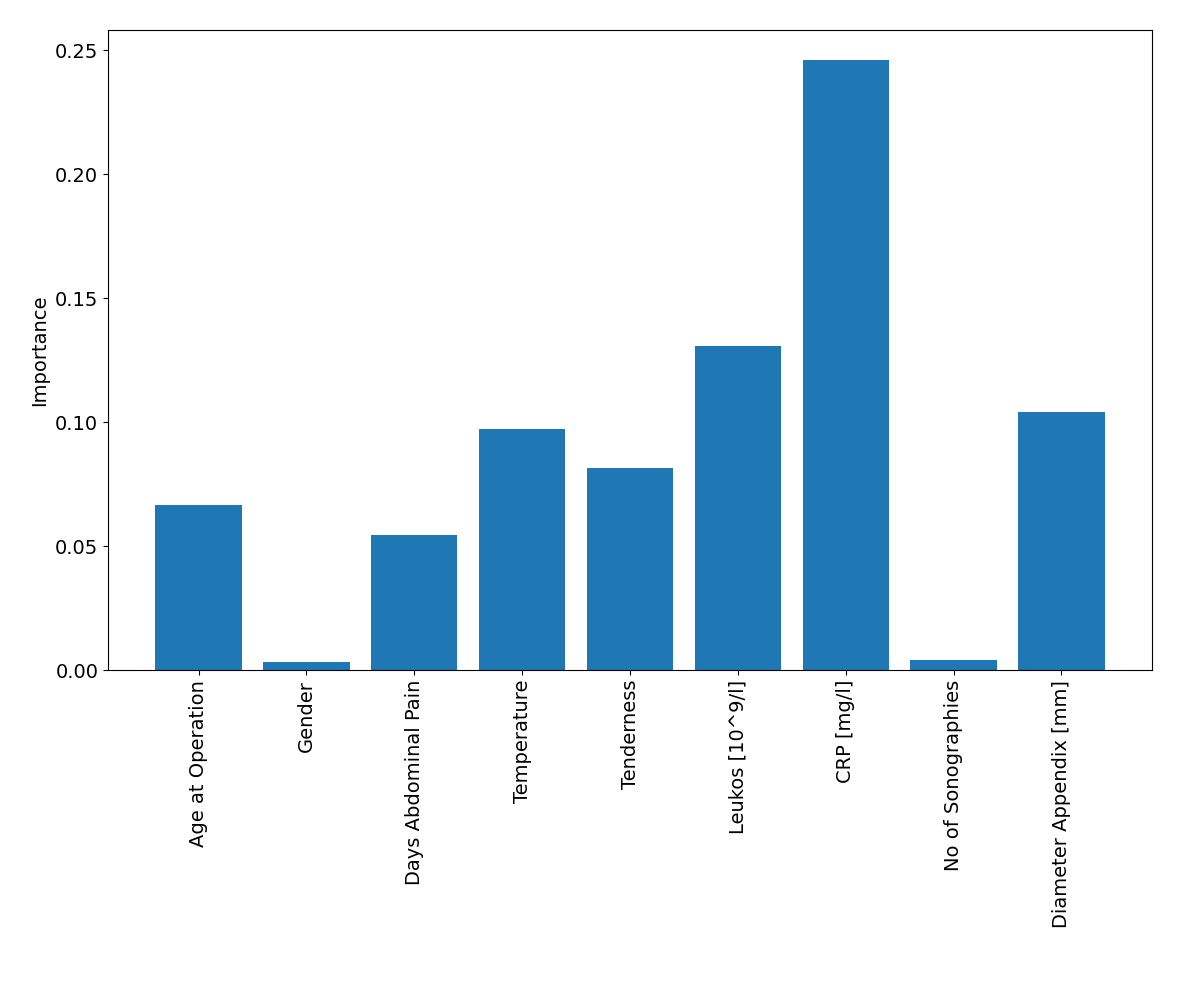 0.25
0.20
0.15
0.10
0.05
0.00
Importance
Age at Operation
Gender
Days Abdominal Pain
Temperature
Tenderness
Leukos [10^9/l]
CRP [mg/l]
No of Sonographies
Diameter Appendix [mm]